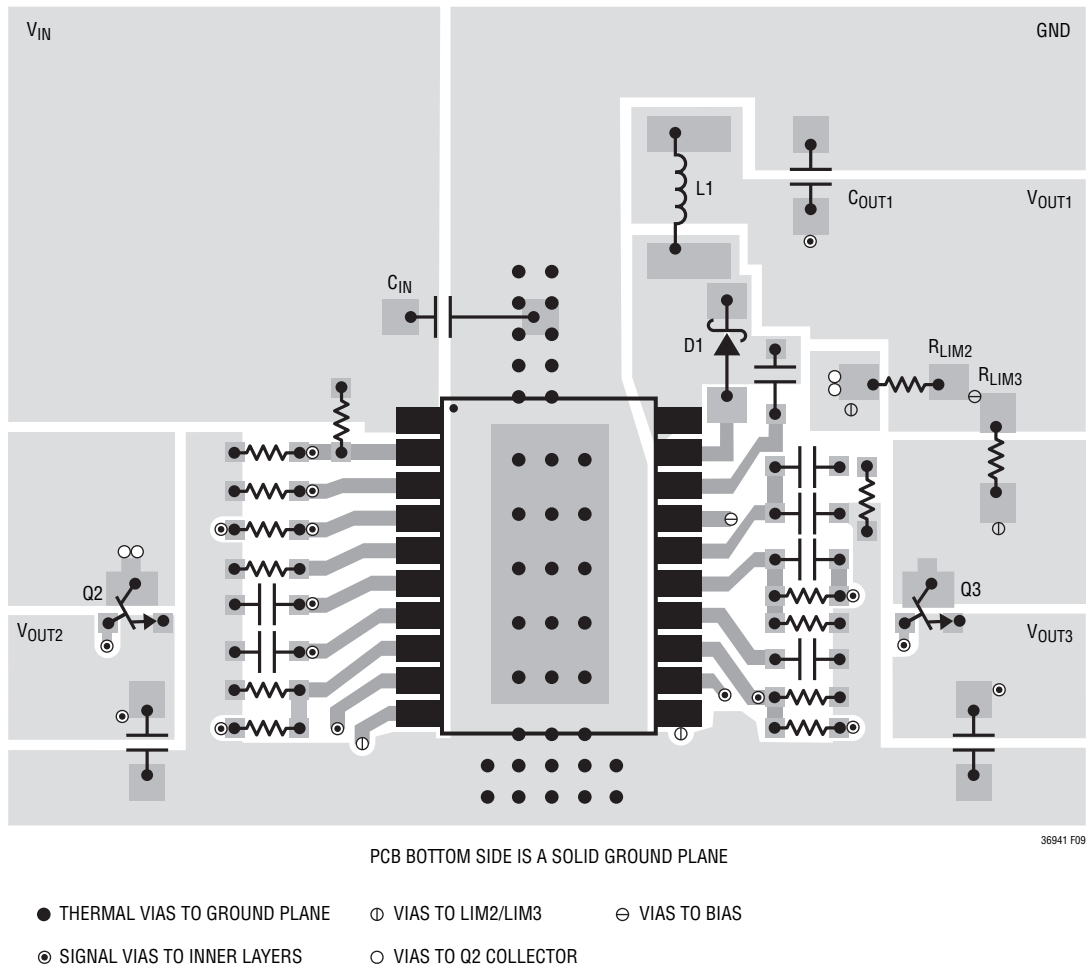 VIN
GND
L1
COUT1
VOUT1
CIN
D1
RLIM2
RLIM3
Q2
Q3
VOUT2
VOUT3
36941 F09
PCB BOTTOM SIDE IS A SOLID GROUND PLANE
THERMAL VIAS TO GROUND PLANE
VIAS TO LIM2/LIM3
VIAS TO BIAS
SIGNAL VIAS TO INNER LAYERS
VIAS TO Q2 COLLECTOR